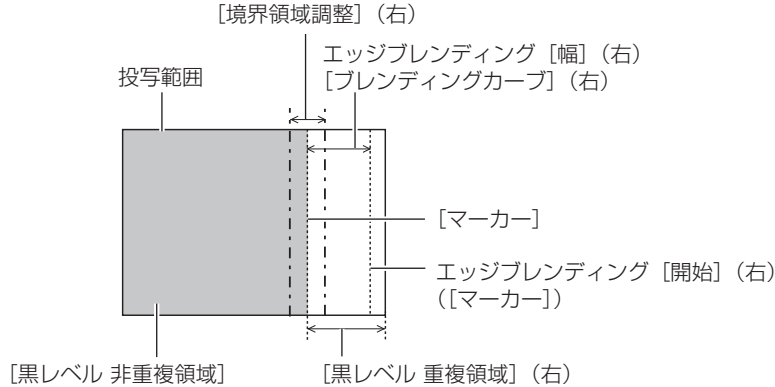 ［境界領域調整］（右）
エッジブレンディング［幅］（右）
［ブレンディングカーブ］（右）
投写範囲
［マーカー］
エッジブレンディング［開始］（右）
（［マーカー］）
［黒レベル 非重複領域］
［黒レベル 重複領域］（右）